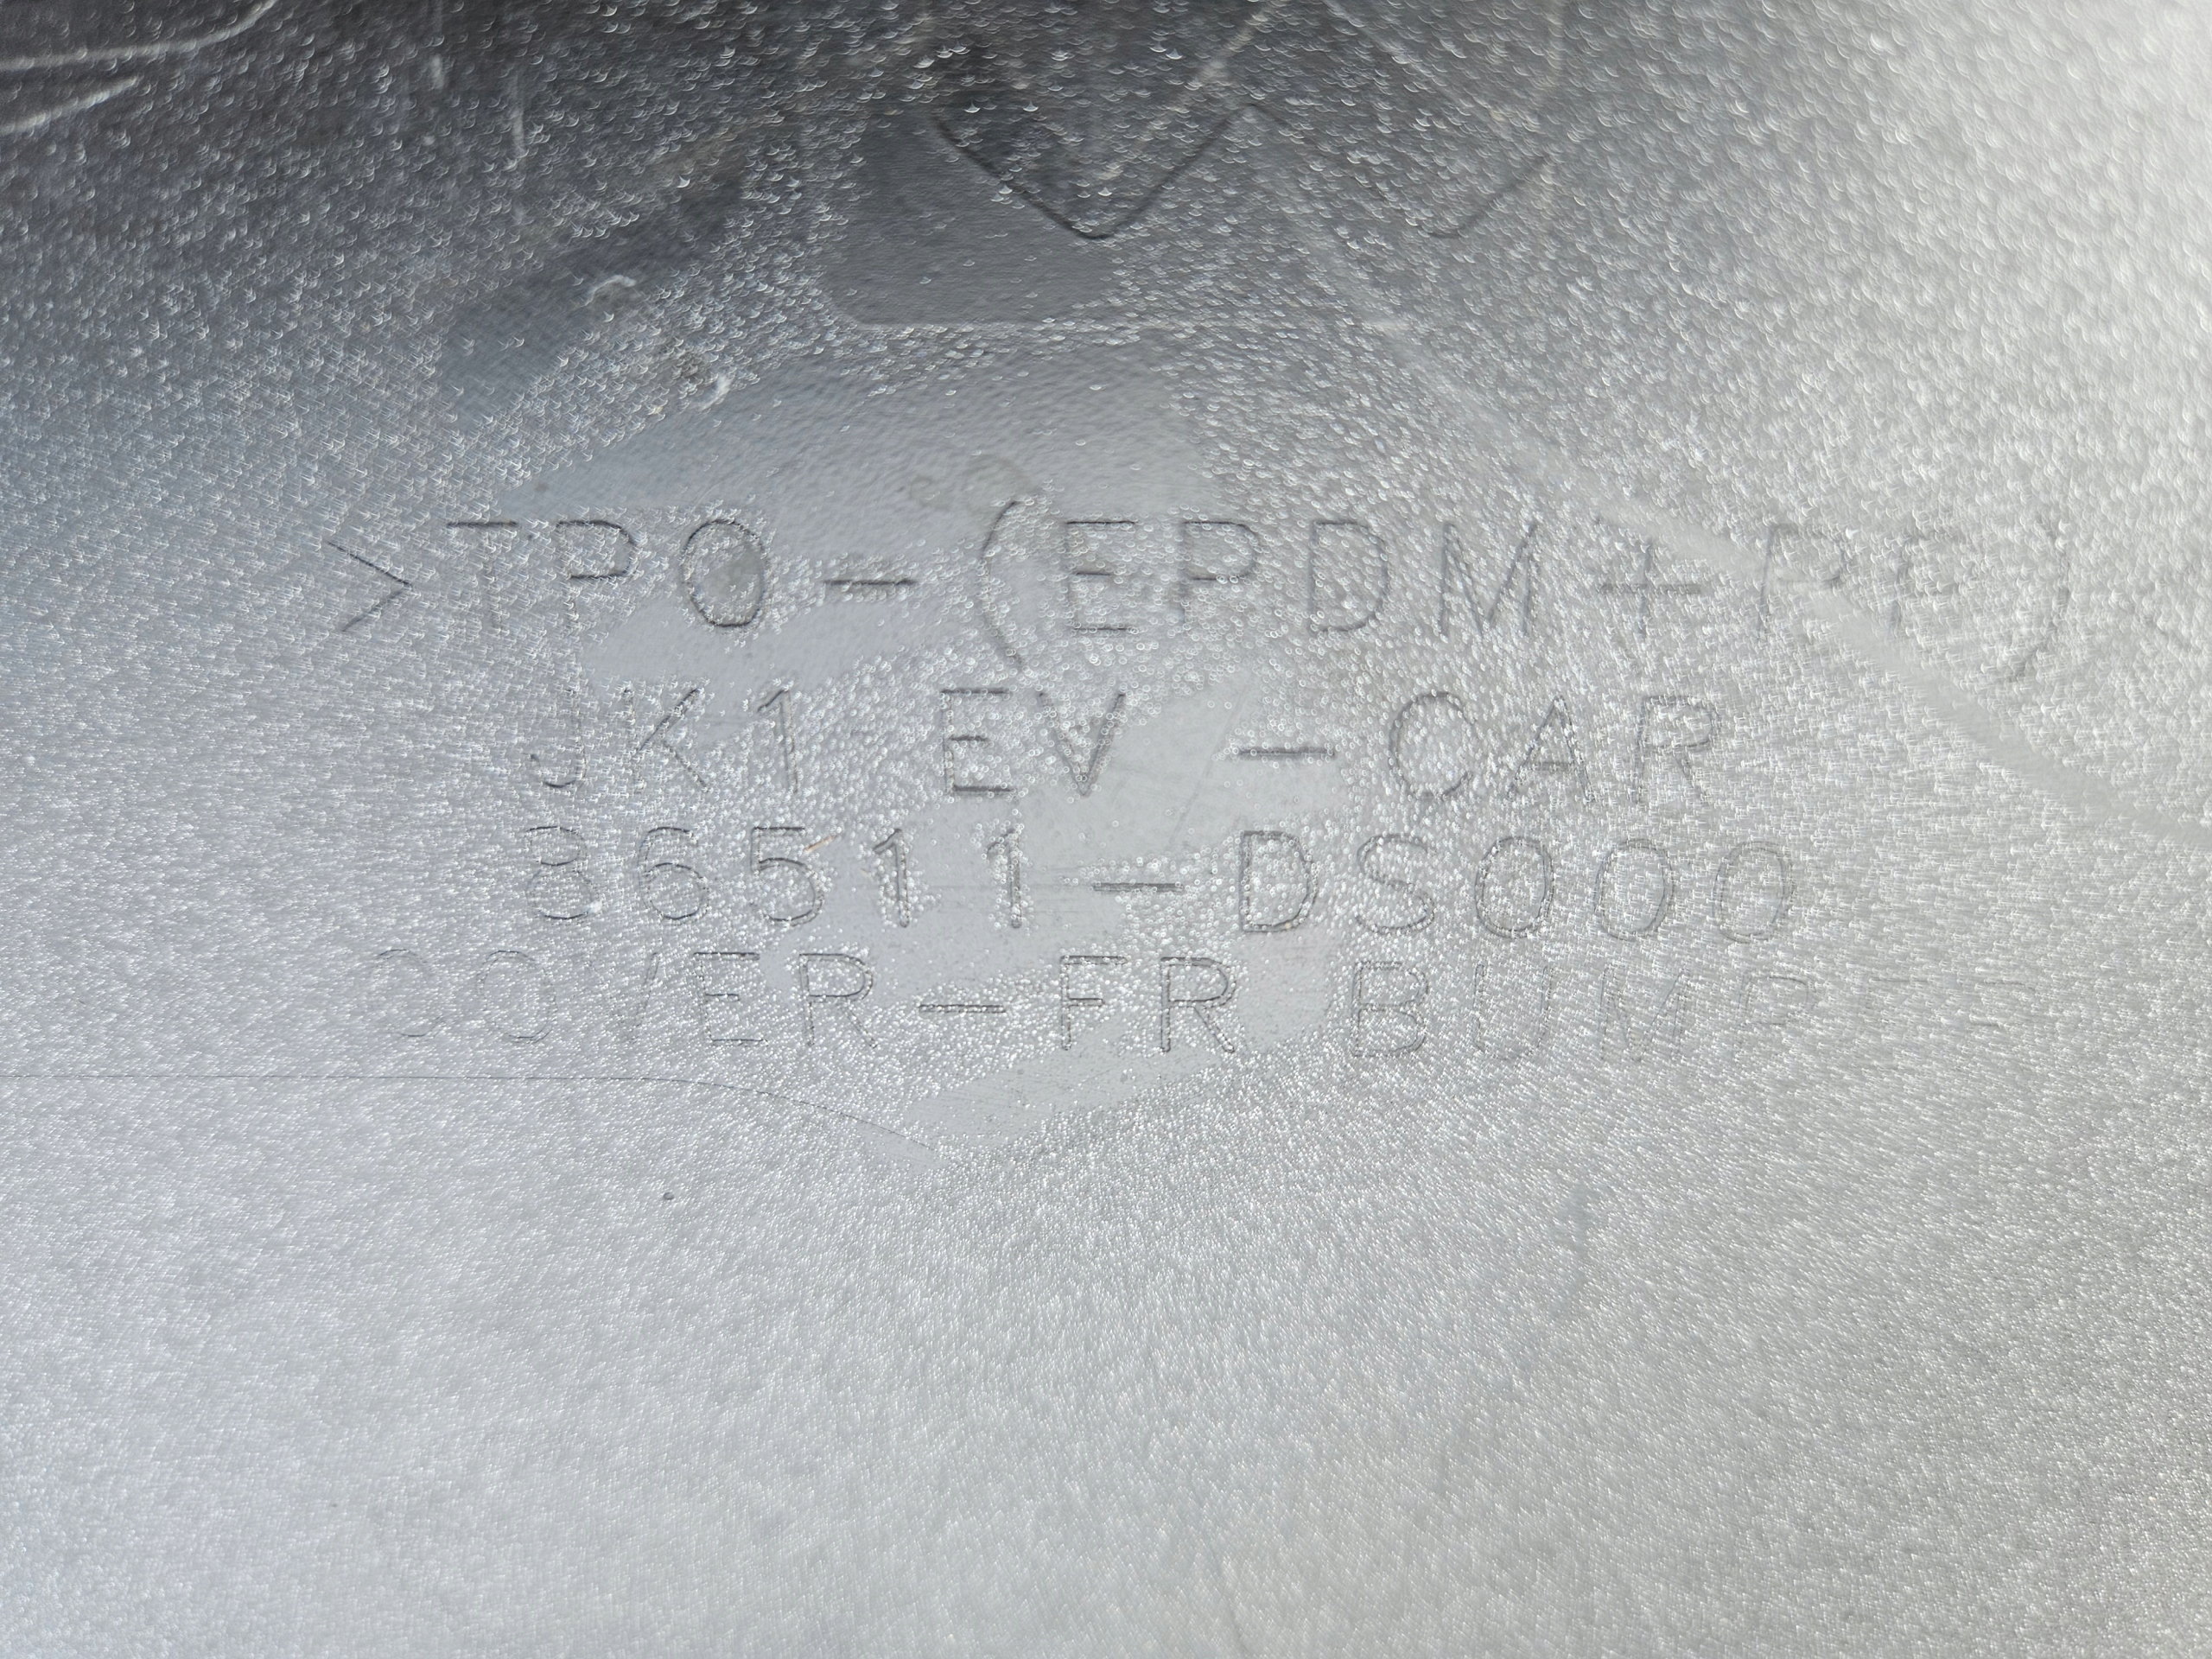 >TPO-(EPDM+PP)
JK1 EV -CAR
86511-DS000
COVER-FR BUMPER